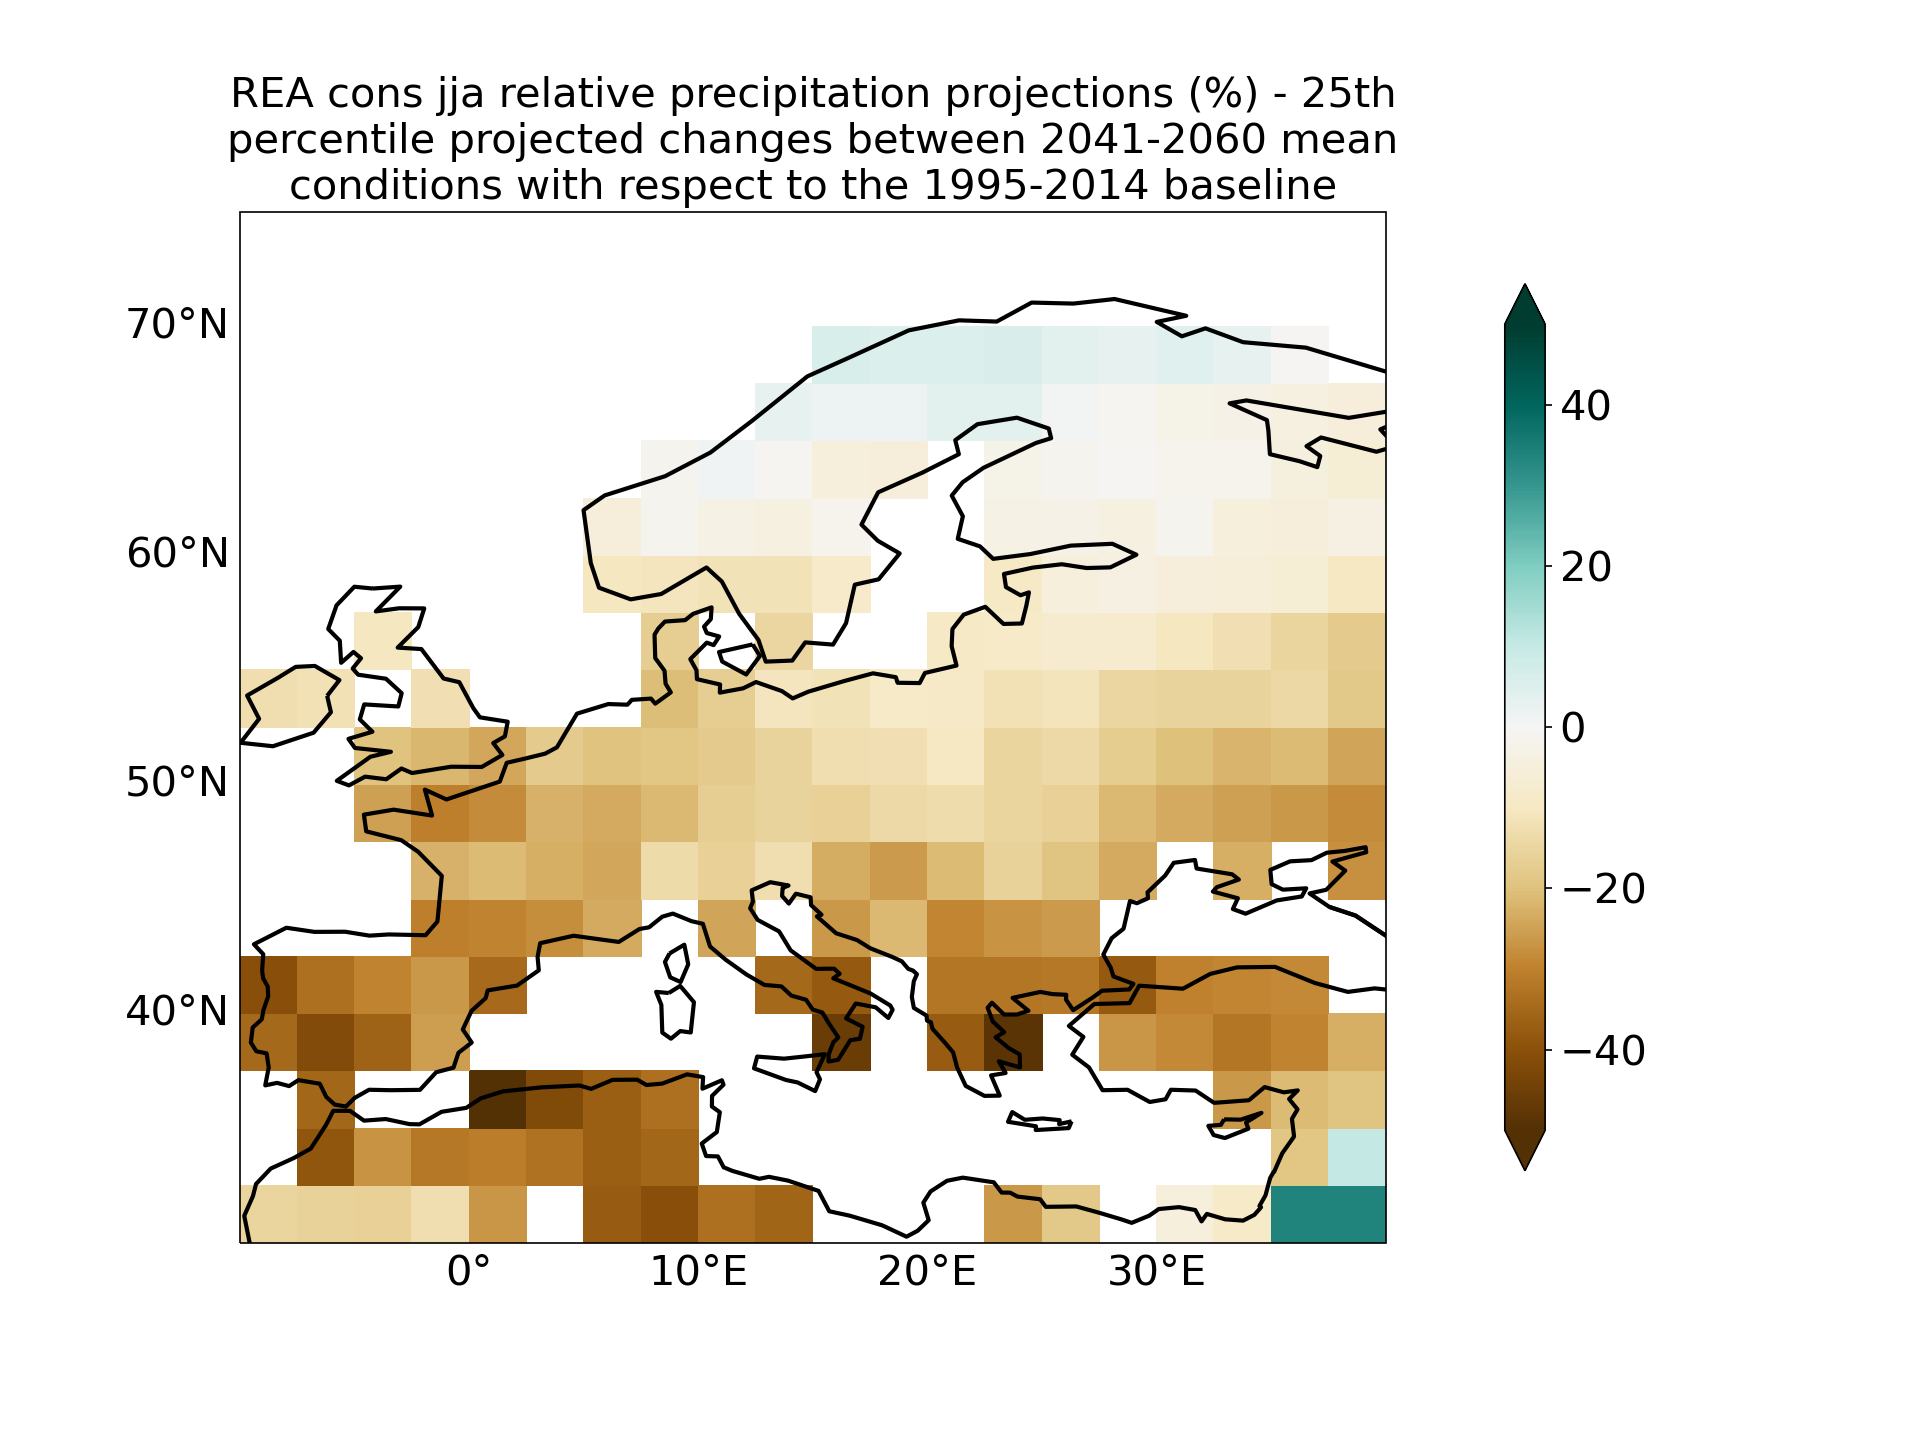 REA cons jja relative precipitation projections (%) - 25th
percentile projected changes between 2041-2060 mean
conditions with respect to the 1995-2014 baseline
70°N
60°N
50°N
40°N
0°
10°E
20°E
30°E
40
20
0
−20
−40